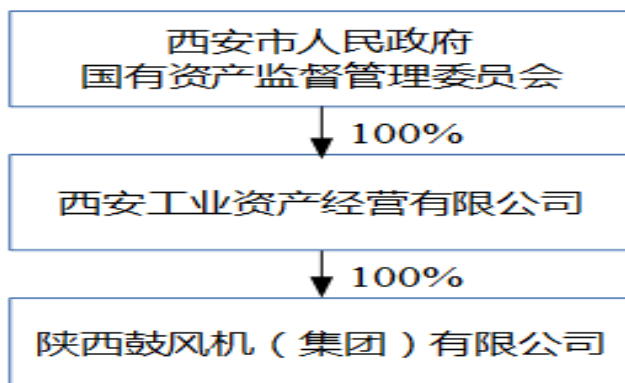 西安市人民政府
国有资产监督管理委员会
100%
西安工业资产经营有限公司
100%
陕西鼓风机（集团）有限公司